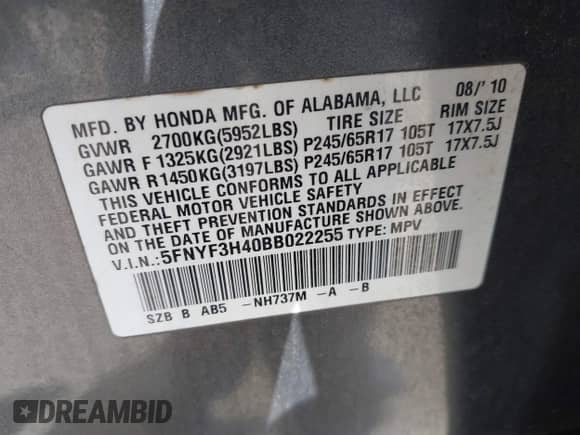 MFD. BY HONDA MFG. OF ALABAMA, LLC 08/' 10
GVWR 2700KG(5952LBS) TIRE SIZE RIM SIZE
GAWR F 1325KG(2921LBS) P245/65R17 105T 17X7.5J
GAWR R1450KG(3197LBS) P245/65R17 105T 17X7.5J
THIS VEHICLE CONFORMS TO ALL APPLICABLE
FEDERAL MOTOR VEHICLE SAFETY
AND THEFT PREVENTION STANDARDS IN EFFECT
ON THE DATE OF MANUFACTURE SHOWN ABOVE.
V.I.N.:5FNYF3H40BB022255 TYPE: MPV
SZB B AB5 -NH737M -A -B
DREAMBID